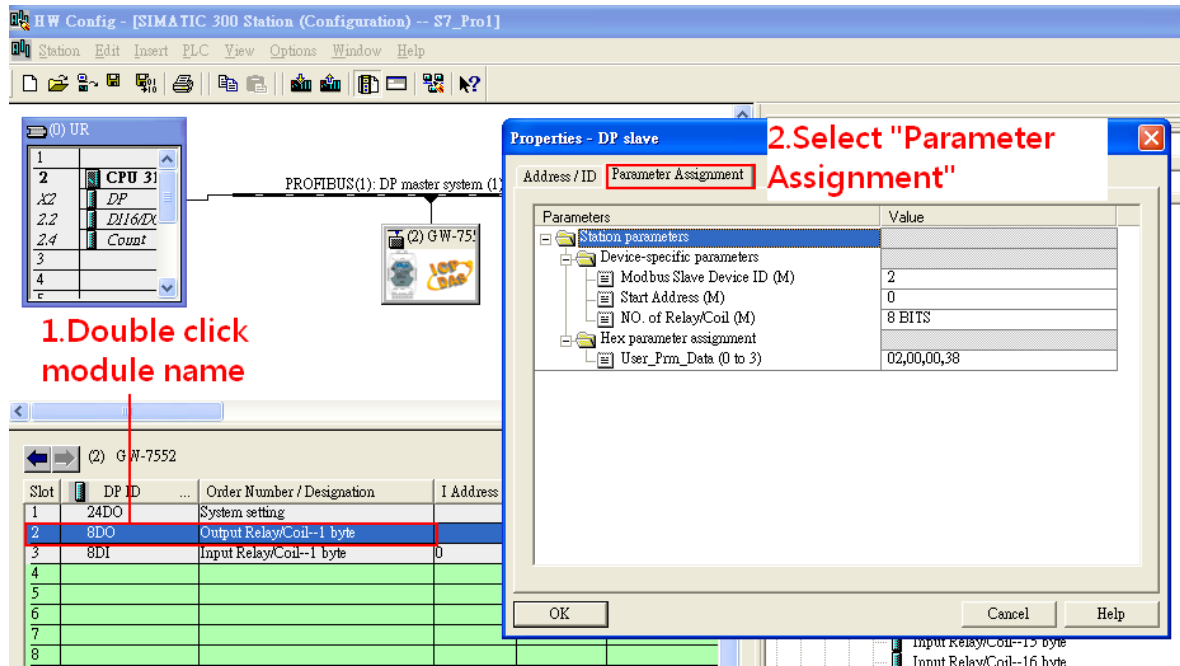 HW Config - [SIMATIC 300 Station (Configuration) -- S7_Pro1]
Station Edit Insert PLC View Options Window Help
(0) UR
1
2 CPU 31
X2 DP
2.2 DI16/DO
2.4 Count
3
4
PROFIBUS(1): DP master system (1)
(2) GW-755
ICP DAS
1.Double click
module name
(2) GW-7552
Slot DP ID ... Order Number / Designation I Address
1 24DO System setting
2 8DO Output Relay/Coil--1 byte
3 8DI Input Relay/Coil--1 byte 0
4
5
6
7
8
Properties - DP slave
2.Select "Parameter
Assignment"
Address / ID Parameter Assignment
Parameters Value
Station parameters
Device-specific parameters
Modbus Slave Device ID (M) 2
Start Address (M) 0
NO. of Relay/Coil (M) 8 BITS
Hex parameter assignment
User_Prm_Data (0 to 3) 02,00,00,38
OK Cancel Help
Input Relay/Coil--15 byte
Input Relay/Coil--16 byte